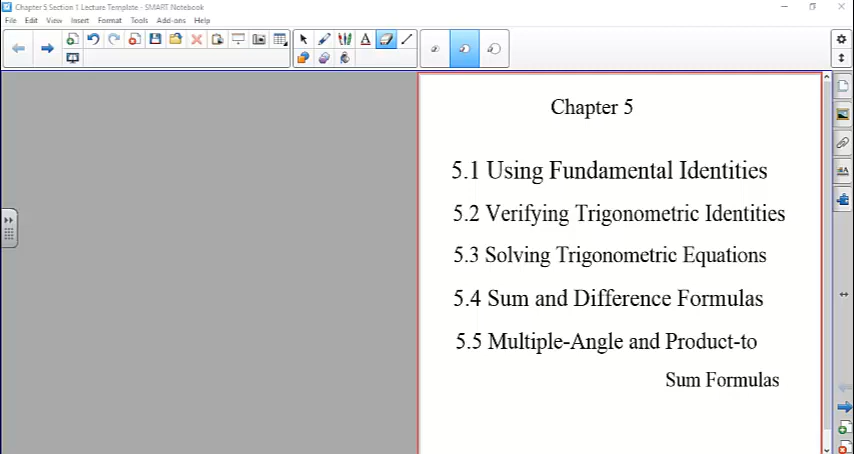 Chapter 5 Section 1 Lecture Template - SMART Notebook
File Edit View Insert Format Tools Add-ons Help
Chapter 5
5.1 Using Fundamental Identities
5.2 Verifying Trigonometric Identities
5.3 Solving Trigonometric Equations
5.4 Sum and Difference Formulas
5.5 Multiple-Angle and Product-to
Sum Formulas